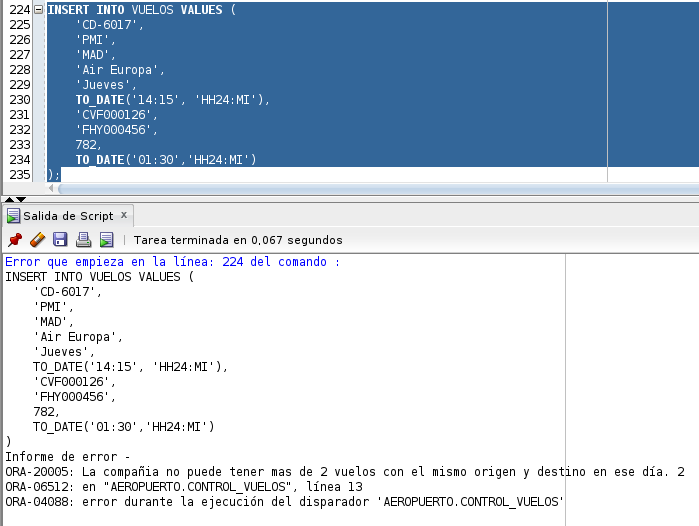 224 INSERT INTO VUELOS VALUES (
225 'CD-6017',
226 'PMI',
227 'MAD',
228 'Air Europa',
229 'Jueves',
230 TO_DATE('14:15', 'HH24:MI'),
231 'CVF000126',
232 'FHY000456',
233 782,
234 TO_DATE('01:30','HH24:MI')
235 );
Salida de Script x
Tarea terminada en 0,067 segundos
Error que empieza en la línea: 224 del comando :
INSERT INTO VUELOS VALUES (
'CD-6017',
'PMI',
'MAD',
'Air Europa',
'Jueves',
TO_DATE('14:15', 'HH24:MI'),
'CVF000126',
'FHY000456',
782,
TO_DATE('01:30','HH24:MI')
)
Informe de error -
ORA-20005: La compañia no puede tener mas de 2 vuelos con el mismo origen y destino en ese día. 2
ORA-06512: en "AEROPUERTO.CONTROL_VUELOS", línea 13
ORA-04088: error durante la ejecución del disparador 'AEROPUERTO.CONTROL_VUELOS'